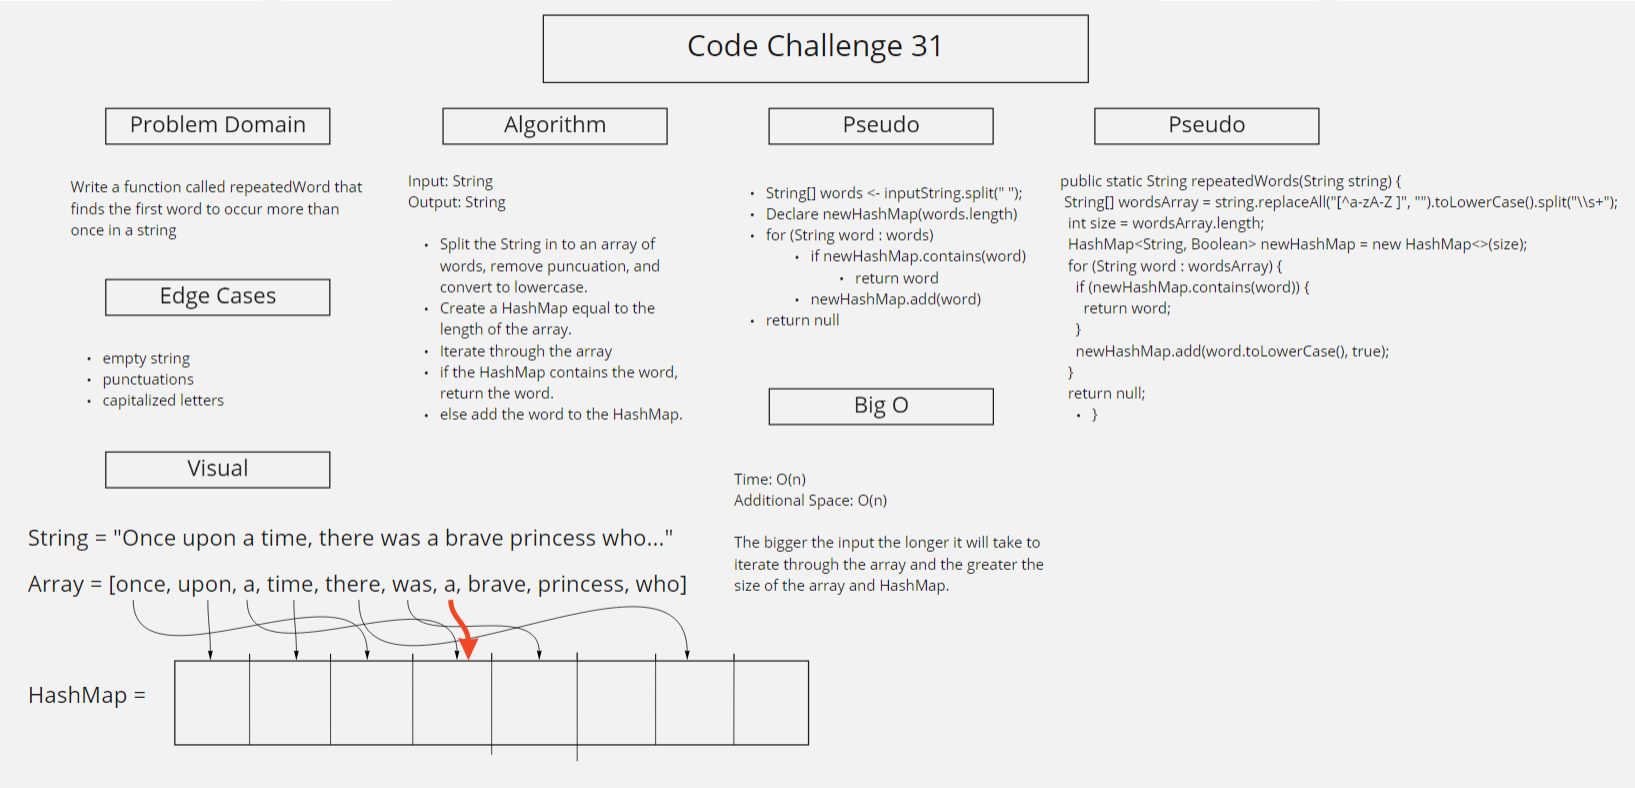 Code Challenge 31
Problem Domain
Write a function called repeatedWord that
finds the first word to occur more than
once in a string
Edge Cases
• empty string
• punctuations
• capitalized letters
Visual
String = "Once upon a time, there was a brave princess who..."
Array = [once, upon, a, time, there, was, a, brave, princess, who]
HashMap =
Algorithm
Input: String
Output: String
• Split the String in to an array of
words, remove puncuation, and
convert to lowercase.
• Create a HashMap equal to the
length of the array.
• Iterate through the array
• if the HashMap contains the word,
return the word.
• else add the word to the HashMap.
Pseudo
• String[] words <- inputString.split(" ");
• Declare newHashMap(words.length)
• for (String word : words)
• if newHashMap.contains(word)
• return word
• newHashMap.add(word)
• return null
Big O
Time: O(n)
Additional Space: O(n)
The bigger the input the longer it will take to
iterate through the array and the greater the
size of the array and HashMap.
Pseudo
public static String repeatedWords(String string) {
String[] wordsArray = string.replaceAll("[^a-zA-Z ]", "").toLowerCase().split("\\s+");
int size = wordsArray.length;
HashMap<String, Boolean> newHashMap = new HashMap<>(size);
for (String word : wordsArray) {
if (newHashMap.contains(word)) {
return word;
}
newHashMap.add(word.toLowerCase(), true);
}
return null;
• }